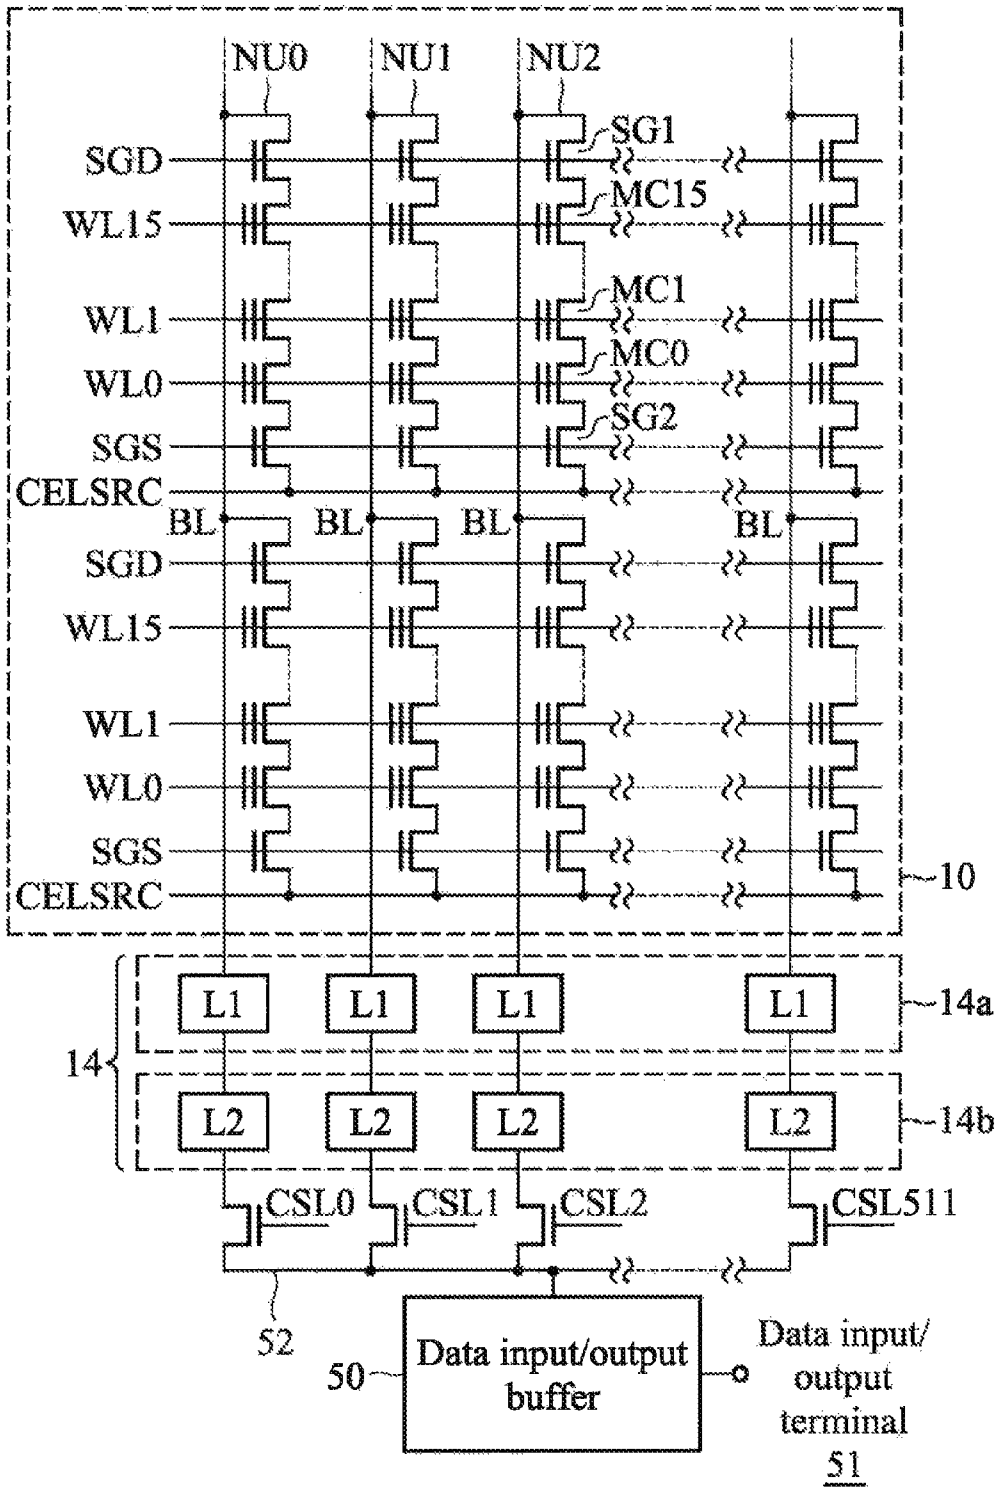 NU0 NU1 NU2
SGD SG1
WL15 MC15
WL1 MC1
WL0 MC0
SGS SG2
CELSRC
BL BL BL BL
SGD
WL15
WL1
WL0
SGS
CELSRC
10
L1 L1 L1 L1 14a
14
L2 L2 L2 L2 14b
CSL0 CSL1 CSL2 CSL511
52
50
Data input/output
buffer
Data input/
output
terminal
51